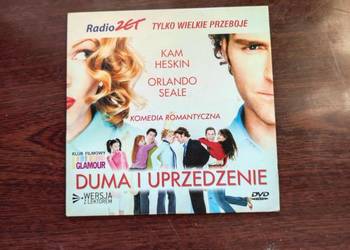 Radio ZET TYLKO WIELKIE PRZEBOJE
KAM
HESKIN
ORLANDO
SEALE
KOMEDIA ROMANTYCZNA
KLUB FILMOWY
GLAMOUR
DUMA I UPRZEDZENIE
WERSJA
Z LEKTOREM
DVD